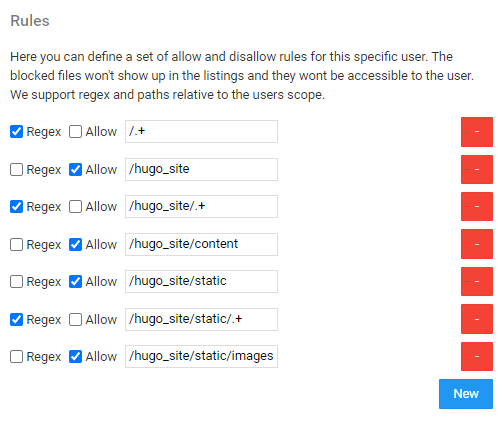 Rules
Here you can define a set of allow and disallow rules for this specific user. The
blocked files won't show up in the listings and they wont be accessible to the user.
We support regex and paths relative to the users scope.
Regex Allow /.+ -
Regex Allow /hugo_site -
Regex Allow /hugo_site/.+ -
Regex Allow /hugo_site/content -
Regex Allow /hugo_site/static -
Regex Allow /hugo_site/static/.+ -
Regex Allow /hugo_site/static/images -
New